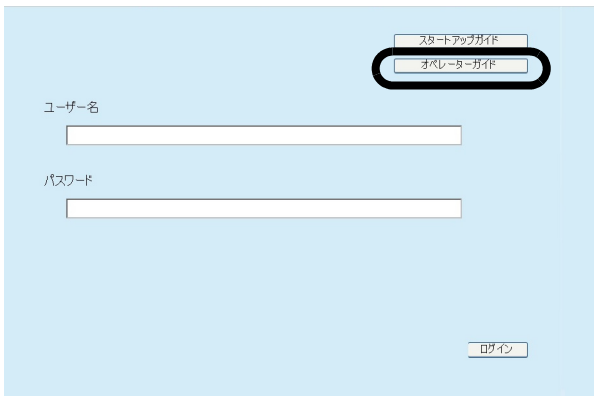 スタートアップガイド
オペレーターガイド
ユーザー名
パスワード
ログイン